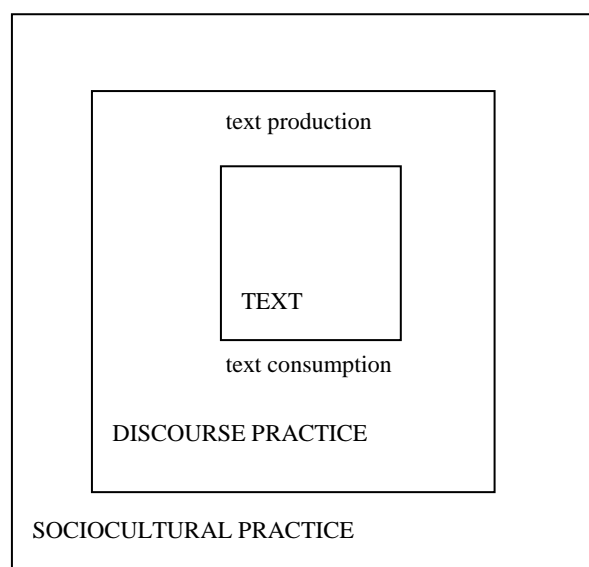 text production
TEXT
text consumption
DISCOURSE PRACTICE
SOCIOCULTURAL PRACTICE